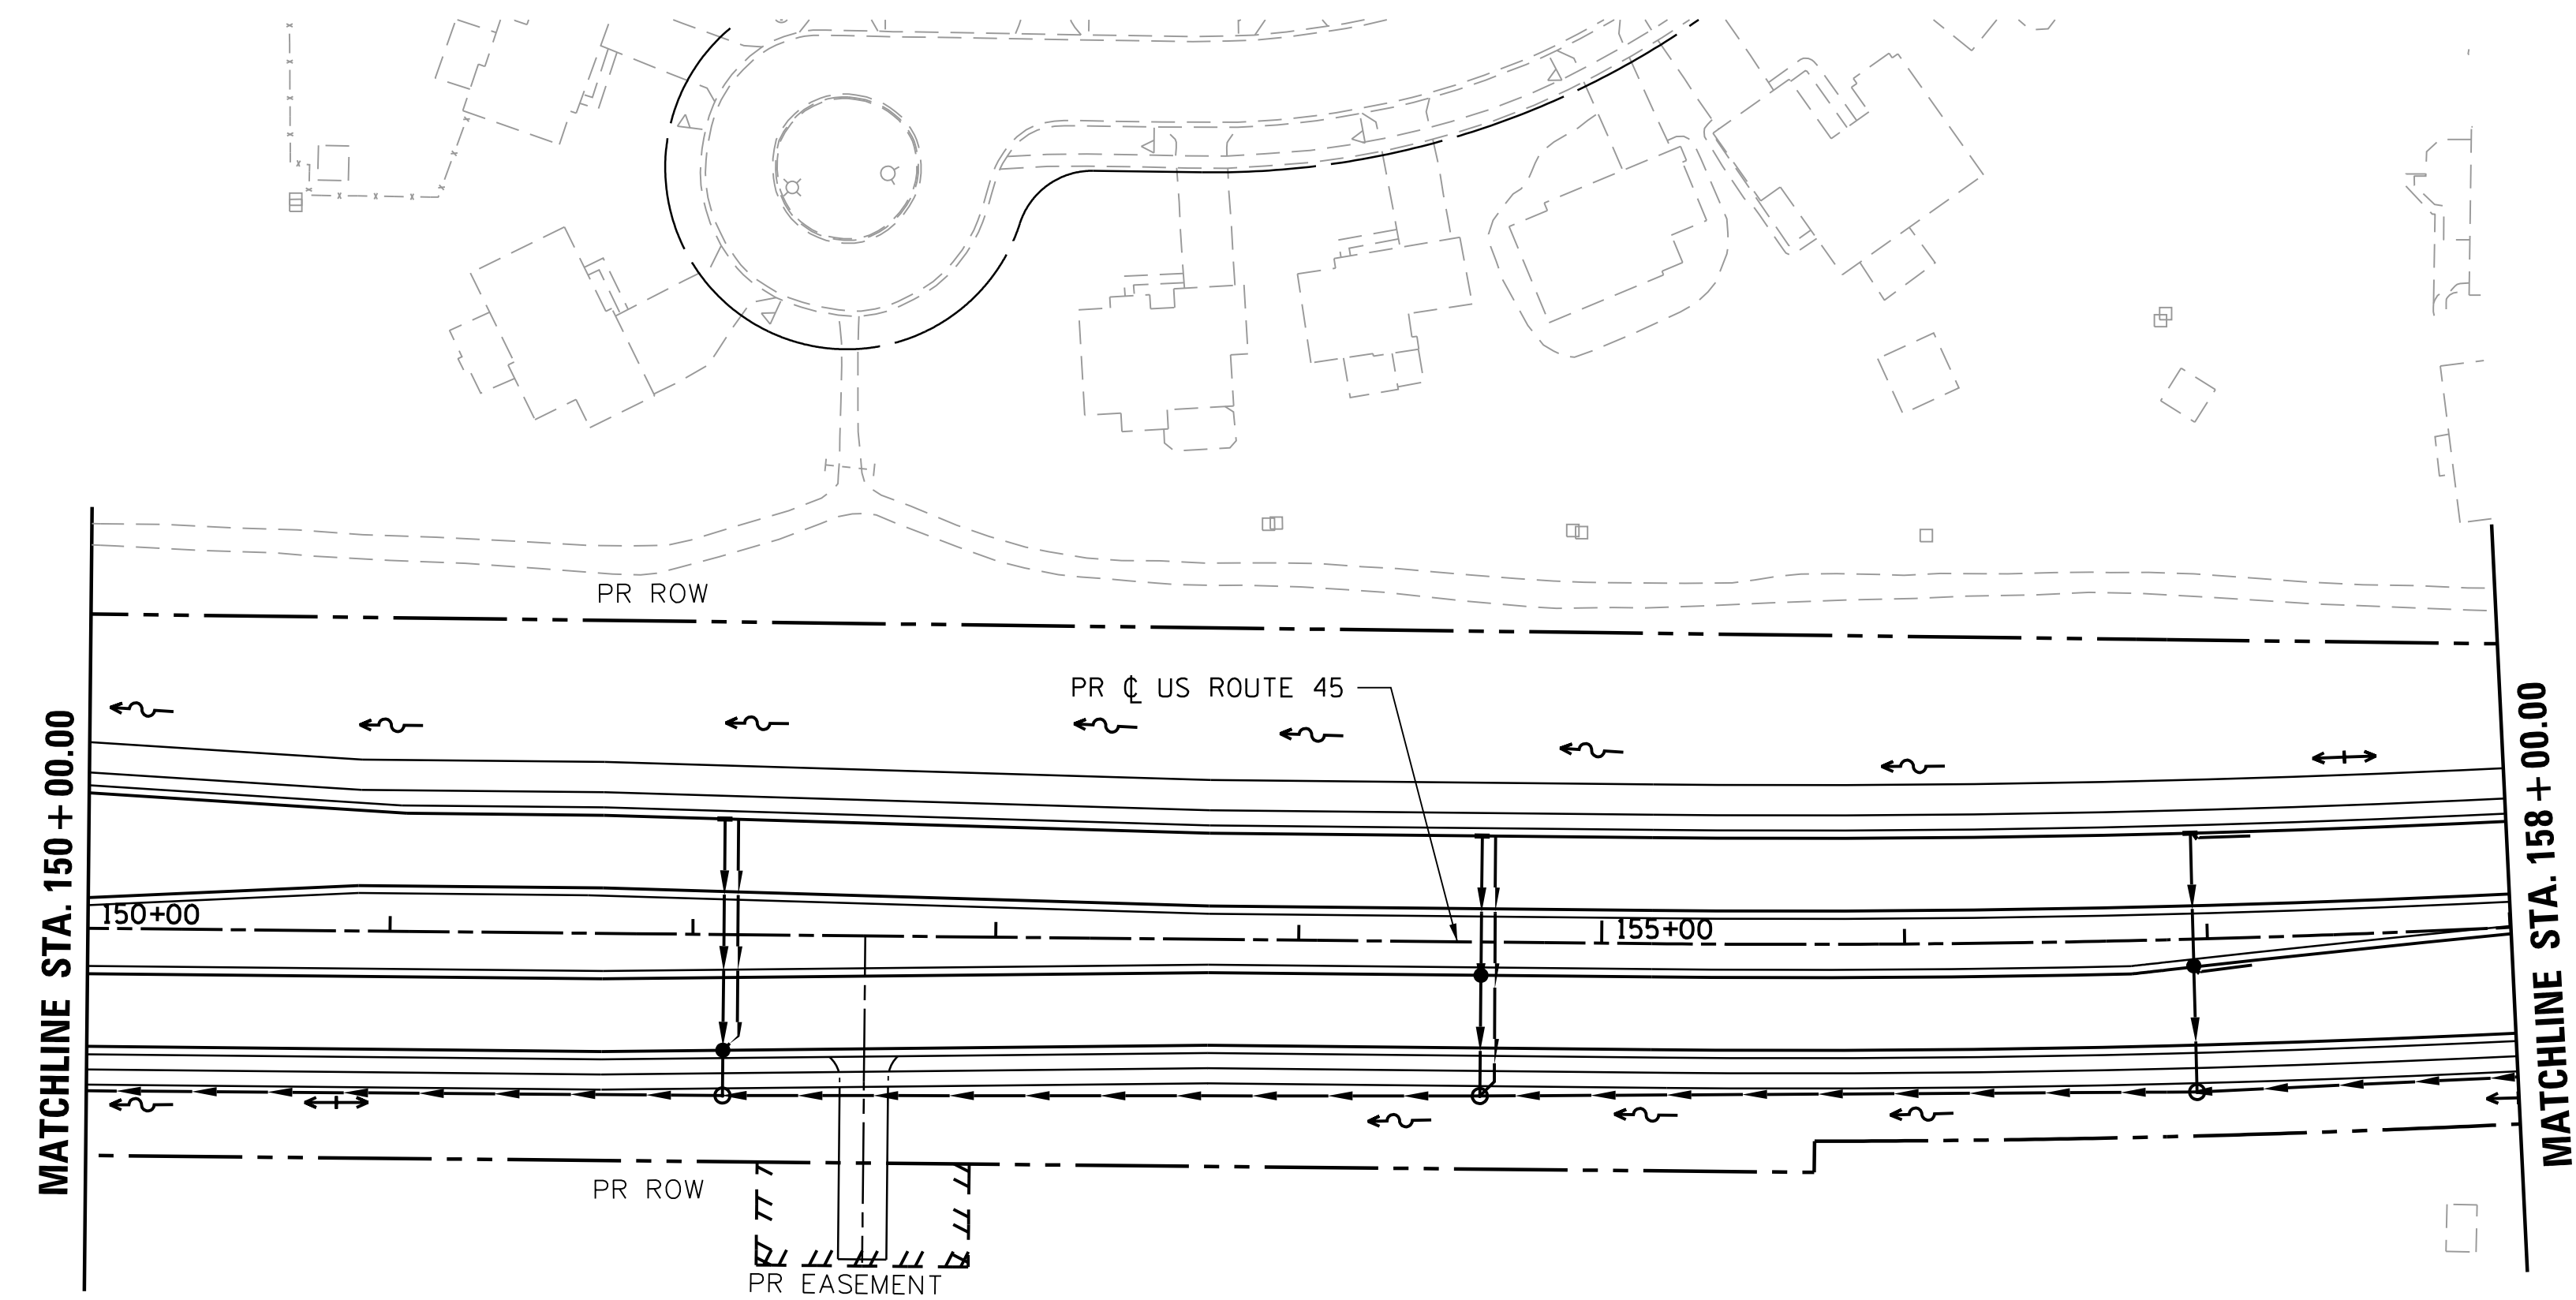 PR ROW
PR ℄ US ROUTE 45
MATCHLINE STA. 150+00.00
150+00
155+00
MATCHLINE STA. 158+00.00
PR ROW
PR EASEMENT